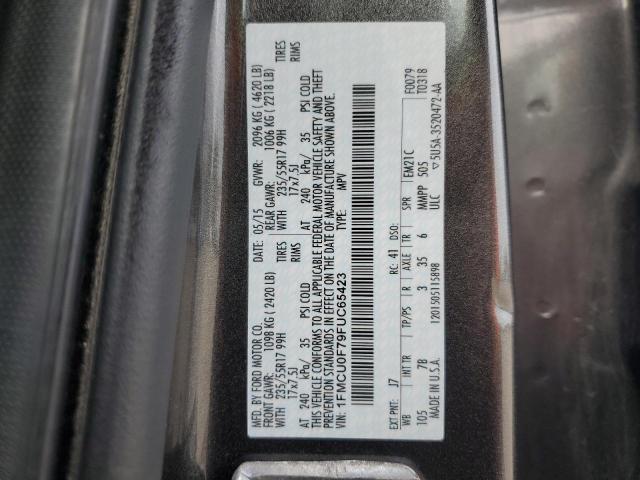 MFD. BY FORD MOTOR CO.
DATE: 05/15 GVWR: 2096 KG ( 4620 LB)
FRONT GAWR: 1098 KG ( 2420 LB) REAR GAWR: 1006 KG ( 2218 LB)
WITH 235/55R17 99H TIRES WITH 235/55R17 99H TIRES
17x7.5J RIMS 17x7.5J RIMS
AT 240 kPa/ 35 PSI COLD AT 240 kPa/ 35 PSI COLD
THIS VEHICLE CONFORMS TO ALL APPLICABLE FEDERAL MOTOR VEHICLE SAFETY AND THEFT
PREVENTION STANDARDS IN EFFECT ON THE DATE OF MANUFACTURE SHOWN ABOVE.
VIN: 1FMCU0F79FUC65423 TYPE: MPV
F0079
T0318
EXT PNT: J7 RC: 41 DSO:
WB INT TR TP/PS R AXLE TR SPR EM21C
105 7B 3 35 6 MMPP 505
MADE IN U.S.A. 1201505115898 ULC ▽5U5A-3520472-AA